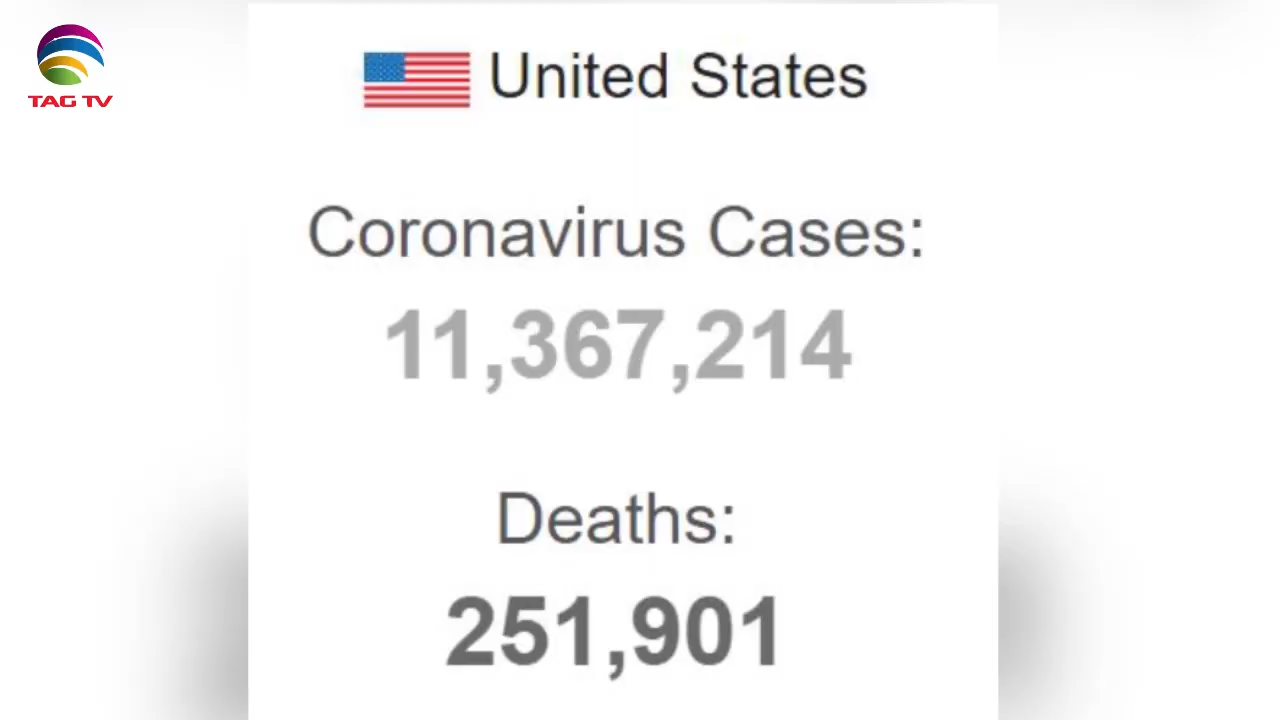 TAG TV
United States
Coronavirus Cases:
11,367,214
Deaths:
251,901